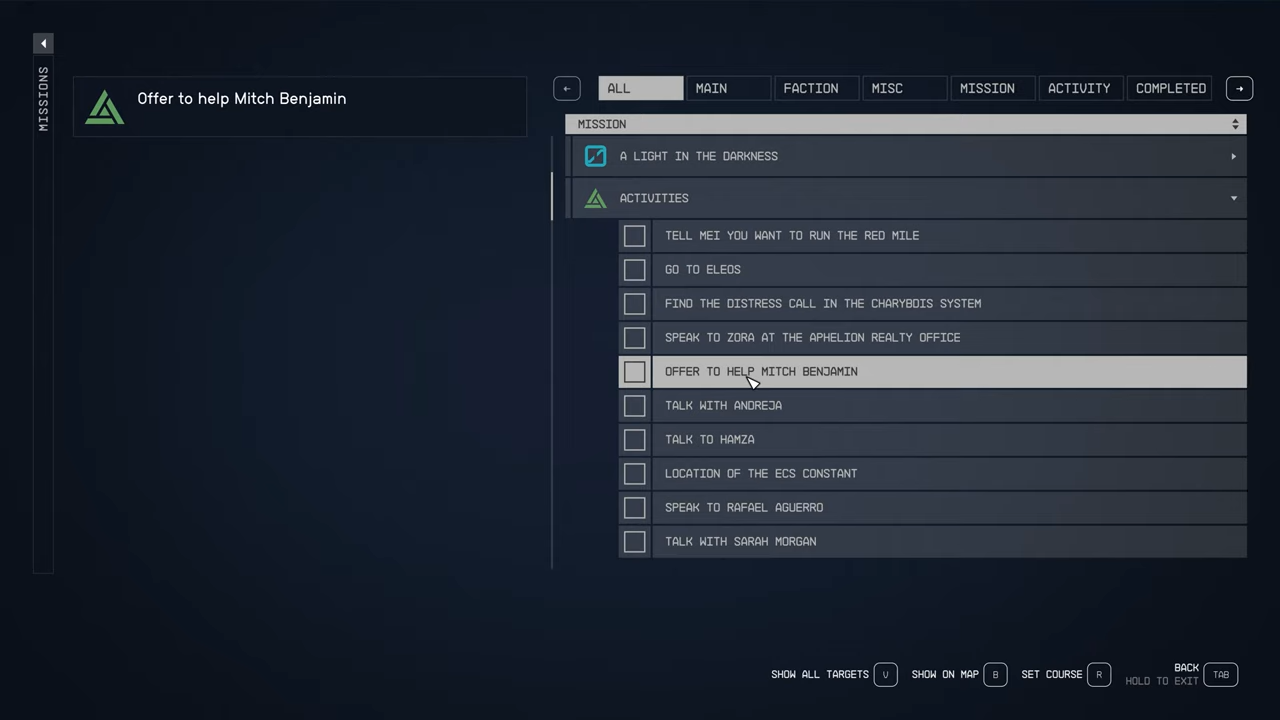 MISSIONS
Offer to help Mitch Benjamin
ALL MAIN FACTION MISC MISSION ACTIVITY COMPLETED
MISSION
A LIGHT IN THE DARKNESS
ACTIVITIES
TELL MEI YOU WANT TO RUN THE RED MILE
GO TO ELEOS
FIND THE DISTRESS CALL IN THE CHARYBDIS SYSTEM
SPEAK TO ZORA AT THE APHELION REALTY OFFICE
OFFER TO HELP MITCH BENJAMIN
TALK WITH ANDREJA
TALK TO HAMZA
LOCATION OF THE ECS CONSTANT
SPEAK TO RAFAEL AGUERRO
TALK WITH SARAH MORGAN
SHOW ALL TARGETS V SHOW ON MAP B SET COURSE R BACK TAB
HOLD TO EXIT